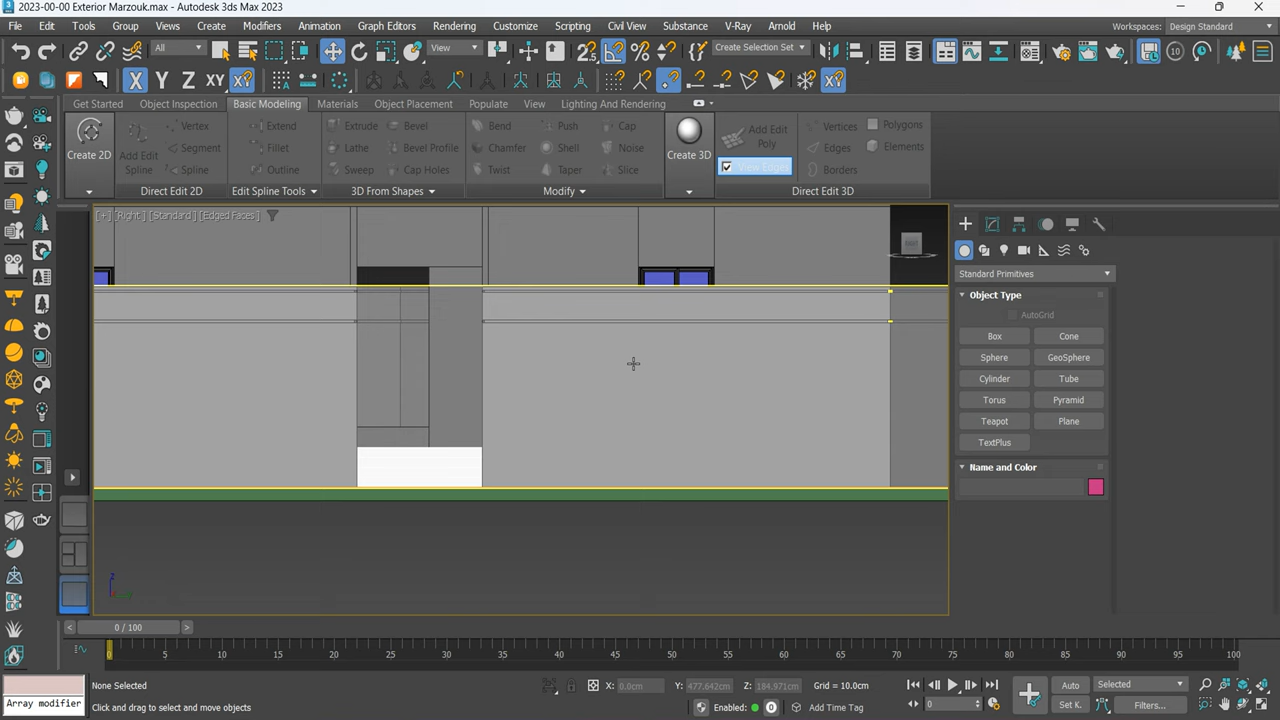 2023-00-00 Exterior Marzouk.max - Autodesk 3ds Max 2023
File Edit Tools Group Views Create Modifiers Animation Graph Editors Rendering Customize Scripting Civil View Substance V-Ray Arnold Help Workspaces: Design Standard
All View Create Selection Set
X Y Z XY
Get Started Object Inspection Basic Modeling Materials Object Placement Populate View Lighting And Rendering
Create 2D Add Edit Spline Vertex Segment Spline Extend Fillet Outline Extrude Lathe Sweep Bevel Bevel Profile Cap Holes Bend Chamfer Twist Push Shell Taper Cap Noise Slice Create 3D Add Edit Poly View Edges Vertices Edges Borders Polygons Elements
Direct Edit 2D Edit Spline Tools 3D From Shapes Modify Direct Edit 3D
[+] [Right] [Standard] [Edged Faces]
Standard Primitives
Object Type
AutoGrid
Box Cone
Sphere GeoSphere
Cylinder Tube
Torus Pyramid
Teapot Plane
TextPlus
Name and Color
z
0 / 100
0 5 10 15 20 25 30 35 40 45 50 55 60 65 70 75 80 85 90 95 100
None Selected X: 0.0cm Y: 477.642cm Z: 184.971cm Grid = 10.0cm Auto Selected
Array modifier Click and drag to select and move objects Enabled: 0 Add Time Tag 0 Set K. Filters...